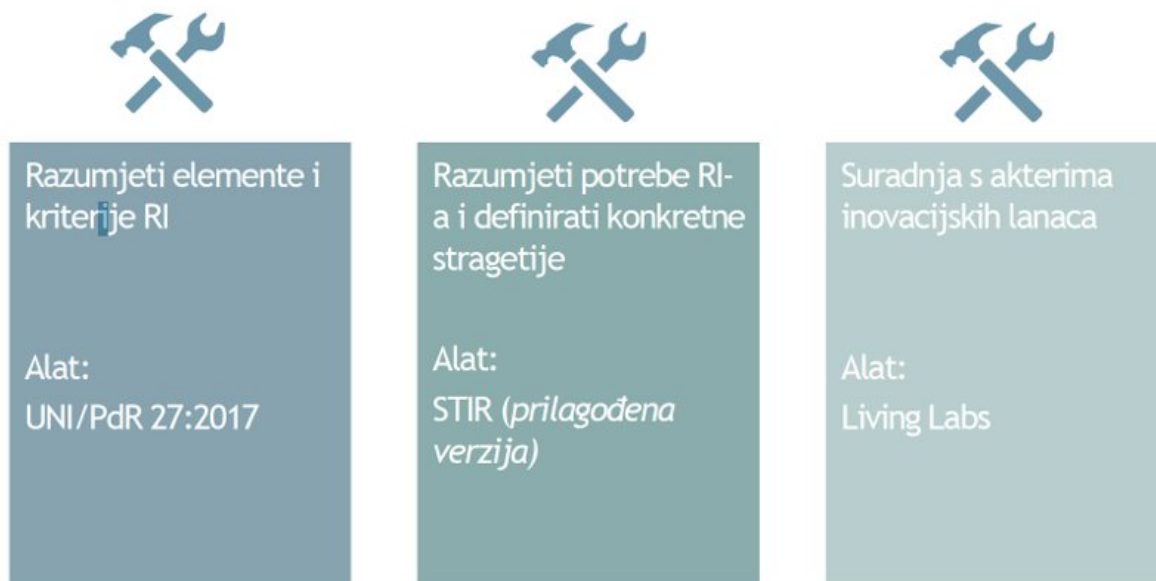 Razumjeti elemente i
kriterije RI
Alat:
UNI/PdR 27:2017
Razumjeti potrebe RI-
a i definirati konkretne
stragetije
Alat:
STIR (prilagođena
verzija)
Suradnja s akterima
inovacijskih lanaca
Alat:
Living Labs